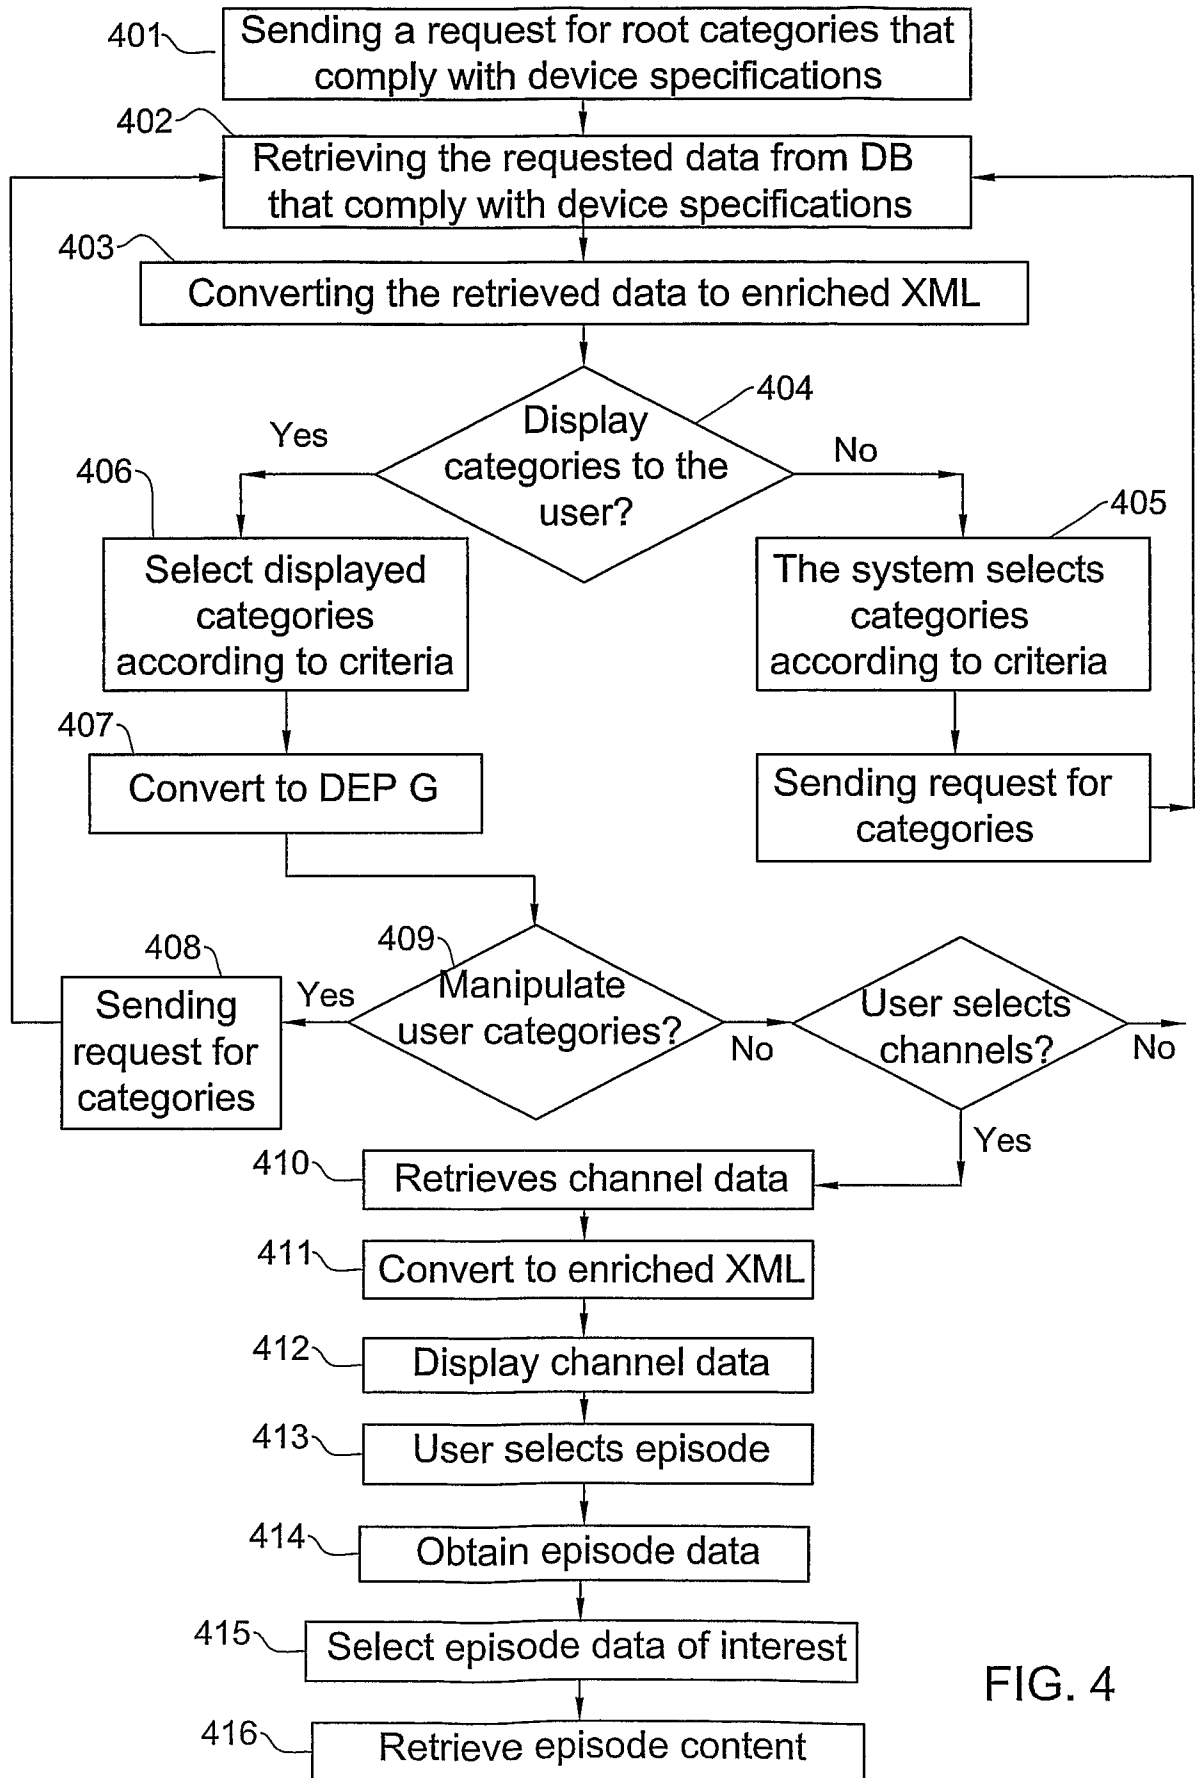 401
Sending a request for root categories that
comply with device specifications
402
Retrieving the requested data from DB
that comply with device specifications
403
Converting the retrieved data to enriched XML
404
Display
categories to the
user?
Yes
No
406
Select displayed
categories
according to criteria
405
The system selects
categories
according to criteria
407
Convert to DEP G
Sending request for
categories
408
Sending
request for
categories
409
Manipulate
user categories?
Yes
No
User selects
channels?
No
Yes
410
Retrieves channel data
411
Convert to enriched XML
412
Display channel data
413
User selects episode
414
Obtain episode data
415
Select episode data of interest
416
Retrieve episode content
FIG. 4